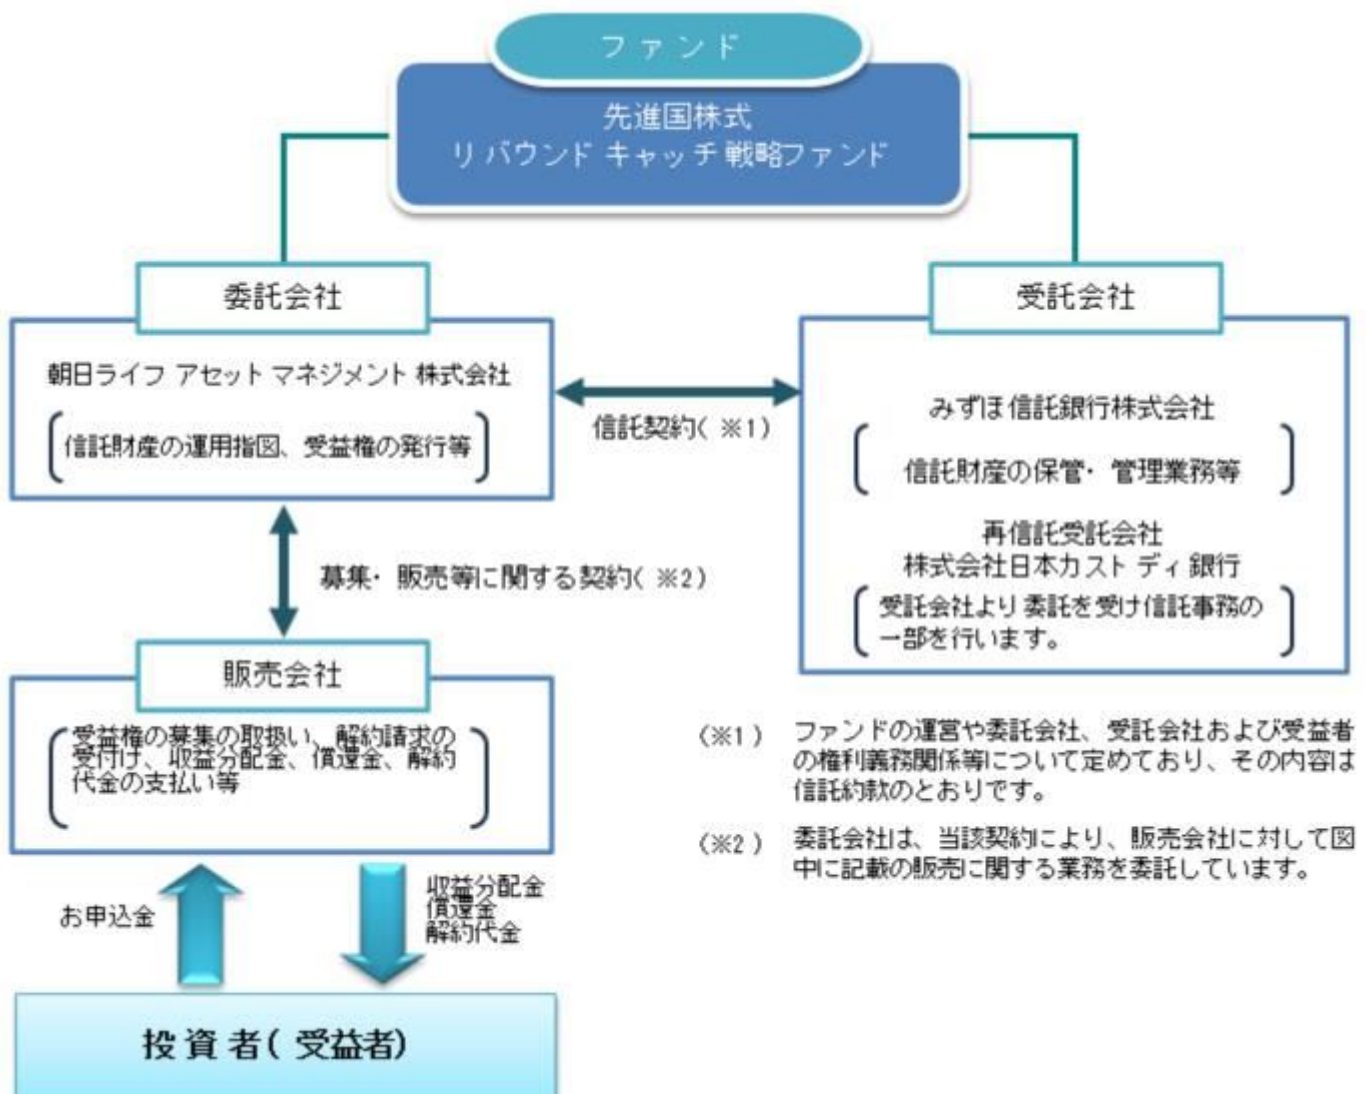 ファンド
先進国株式
リバウンドキャッチ戦略ファンド
委託会社
朝日ライフ アセット マネジメント 株式会社
信託財産の運用指図、受益権の発行等
信託契約( ※1)
受託会社
みずほ信託銀行株式会社
信託財産の保管・管理業務等
再信託受託会社
株式会社日本カストディ銀行
受託会社より委託を受け信託事務の
一部を行います。
募集・販売等に関する契約( ※2)
販売会社
受益権の募集の取扱い、解約請求の
受付け、収益分配金、償還金、解約
代金の支払い等
(※1) ファンドの運営や委託会社、受託会社および受益者
の権利義務関係等について定めており、その内容は
信託約款のとおりです。
(※2) 委託会社は、当該契約により、販売会社に対して図
中に記載の販売に関する業務を委託しています。
お申込金
収益分配金
償還金
解約代金
投資者( 受益者)